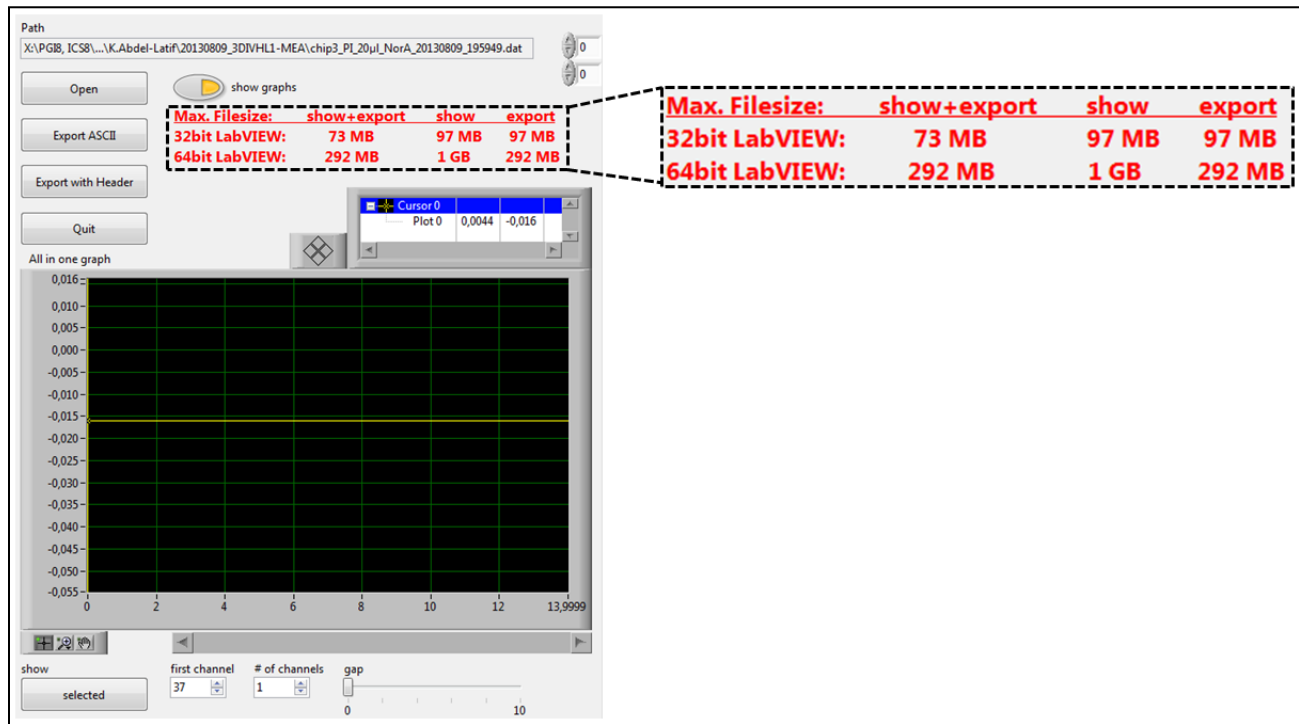 Path
X:\PGI8, ICS8\...\K.Abdel-Latif\20130809_3DIVHL1-MEA\chip3_PI_20µl_NorA_20130809_195949.dat
0
0
Open
show graphs
Max. Filesize: show+export show export
32bit LabVIEW: 73 MB 97 MB 97 MB
64bit LabVIEW: 292 MB 1 GB 292 MB
Max. Filesize: show+export show export
32bit LabVIEW: 73 MB 97 MB 97 MB
64bit LabVIEW: 292 MB 1 GB 292 MB
Export ASCII
Export with Header
Quit
Cursor 0
Plot 0 0,0044 -0,016
All in one graph
0,016
0,010
0,005
0,000
-0,005
-0,010
-0,015
-0,020
-0,025
-0,030
-0,035
-0,040
-0,045
-0,050
-0,055
0 2 4 6 8 10 12 13,9999
show
selected
first channel # of channels gap
37 1
0 10